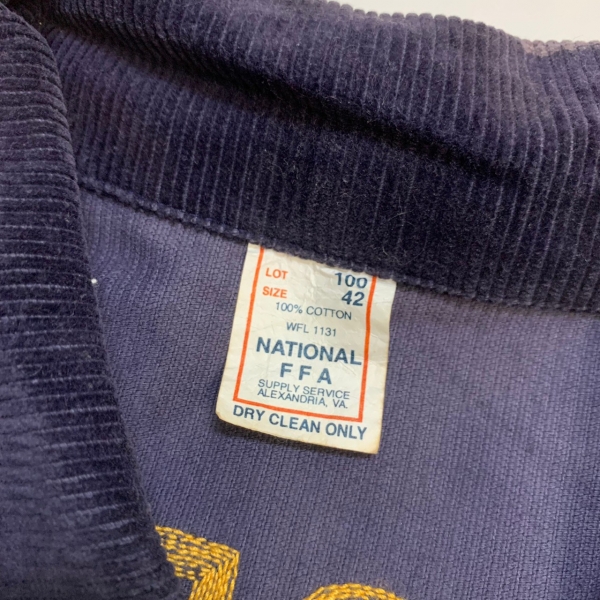 LOT 100
SIZE 42
100% COTTON
WFL 1131
NATIONAL
FFA
SUPPLY SERVICE
ALEXANDRIA, VA.
DRY CLEAN ONLY